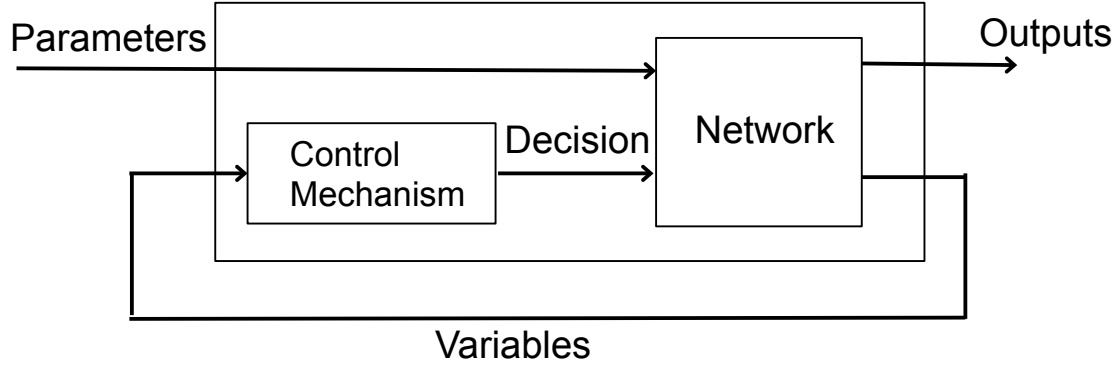 Parameters
Outputs
Network
Decision
Control
Mechanism
Variables